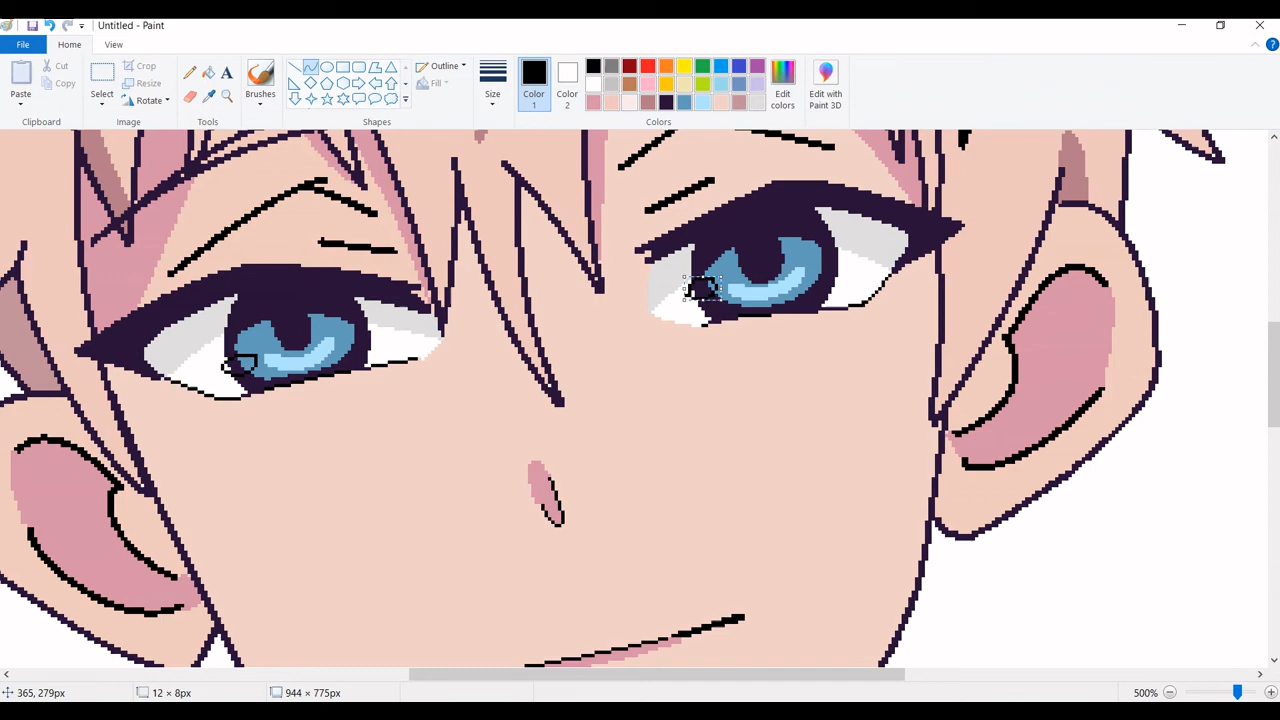 Untitled - Paint
File
Home
View
Paste
Cut
Copy
Clipboard
Select
Crop
Resize
Rotate
Image
A
Tools
Brushes
Outline
Fill
Shapes
Size
Color
1
Color
2
Edit
colors
Edit with
Paint 3D
Colors
?
365, 279px
12 × 8px
944 × 775px
500%